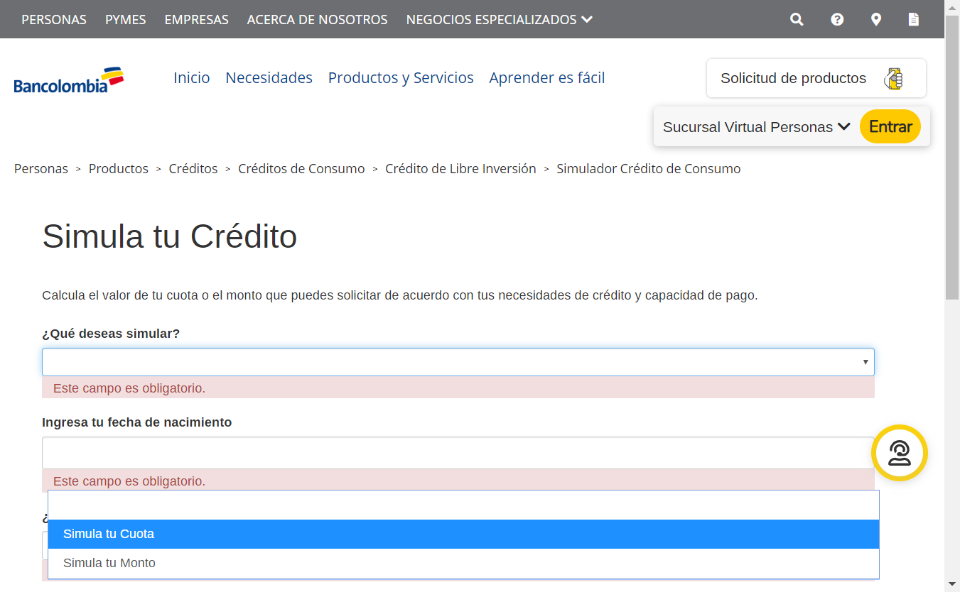 PERSONAS PYMES EMPRESAS ACERCA DE NOSOTROS NEGOCIOS ESPECIALIZADOS
Bancolombia Inicio Necesidades Productos y Servicios Aprender es fácil Solicitud de productos
Sucursal Virtual Personas Entrar
Personas > Productos > Créditos > Créditos de Consumo > Crédito de Libre Inversión > Simulador Crédito de Consumo
Simula tu Crédito
Calcula el valor de tu cuota o el monto que puedes solicitar de acuerdo con tus necesidades de crédito y capacidad de pago.
¿Qué deseas simular?
Este campo es obligatorio.
Ingresa tu fecha de nacimiento
Este campo es obligatorio.
¿
Simula tu Cuota
Simula tu Monto